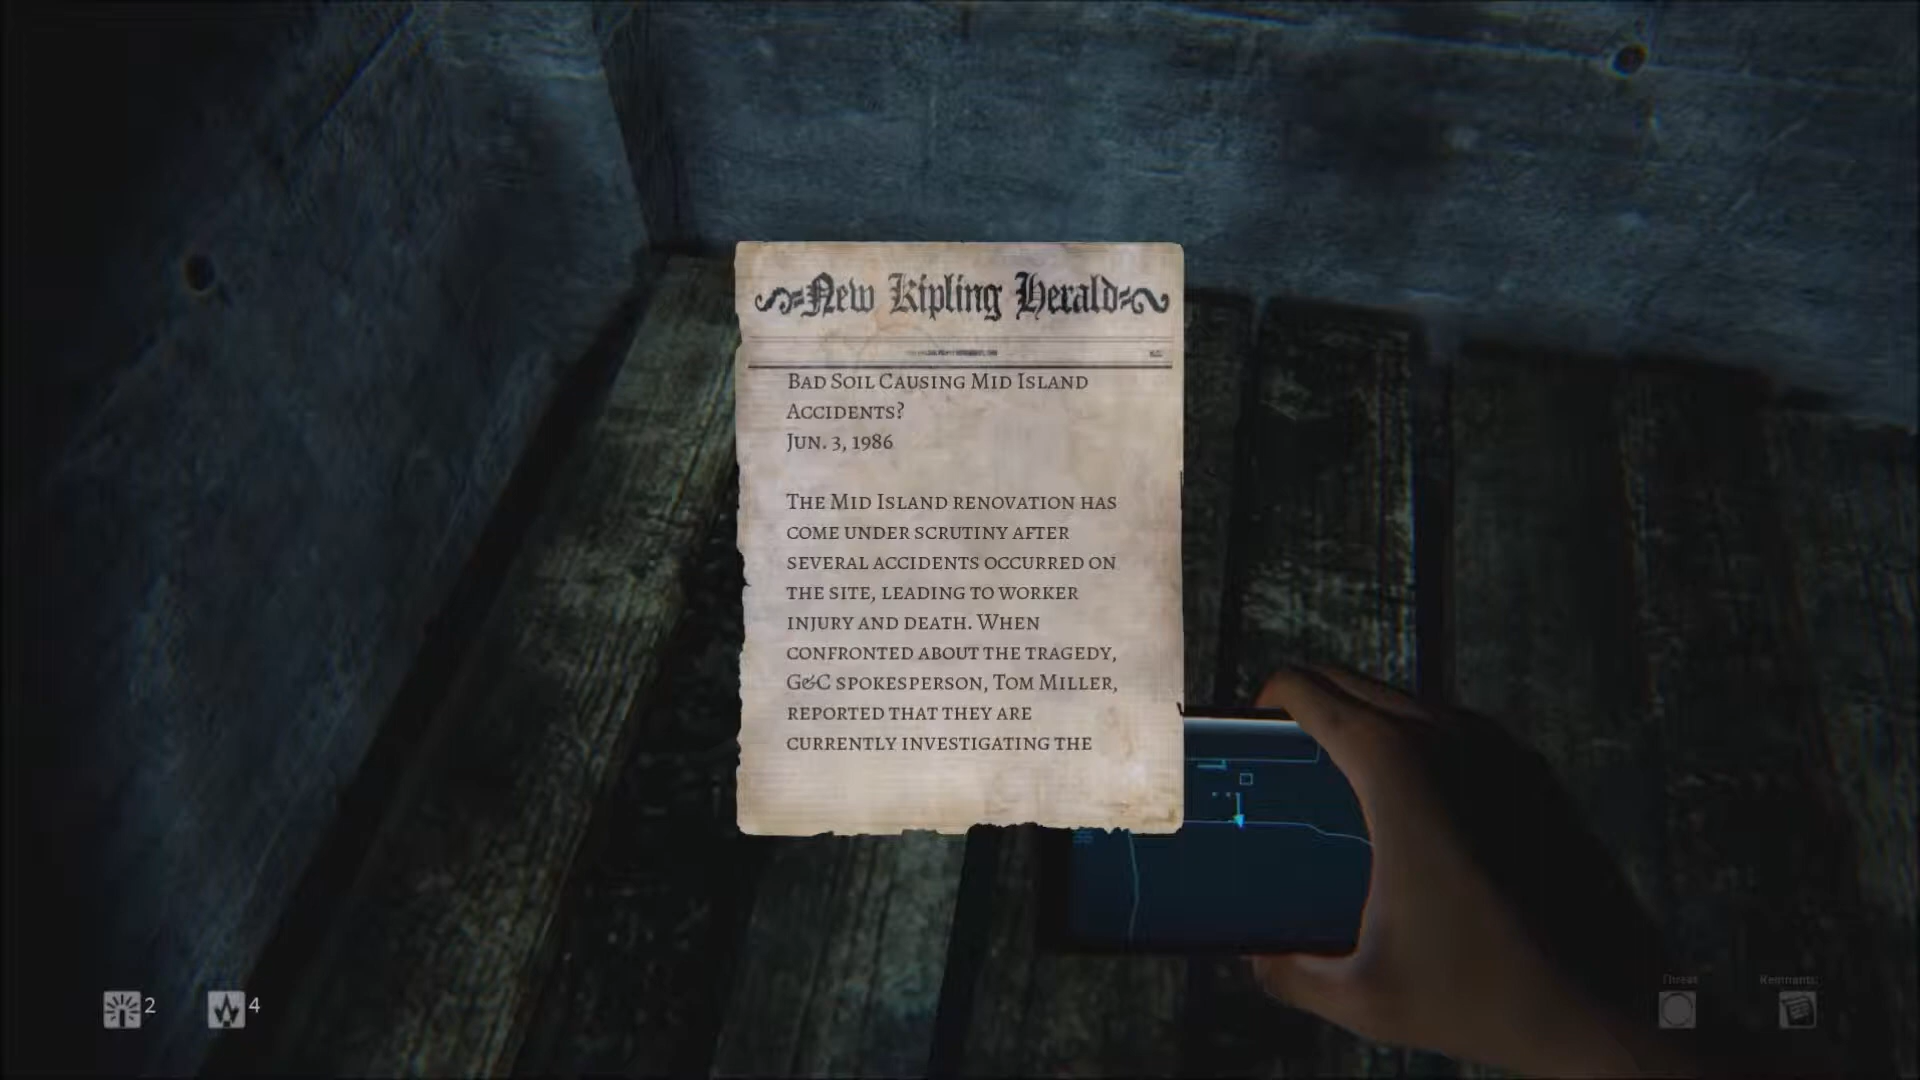 New Kipling Herald
Bad Soil Causing Mid Island
Accidents?
Jun. 3, 1986
The Mid Island renovation has
come under scrutiny after
several accidents occurred on
the site, leading to worker
injury and death. When
confronted about the tragedy,
G&C spokesperson, Tom Miller,
reported that they are
currently investigating the
Threat
Remnants:
2
4